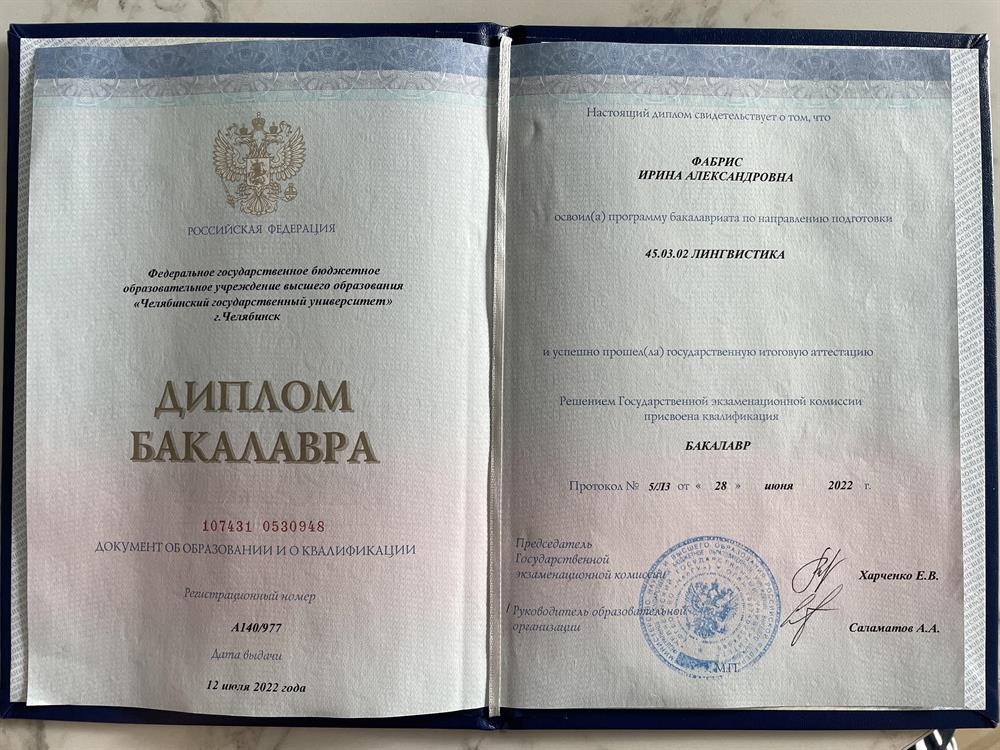 РОССИЙСКАЯ ФЕДЕРАЦИЯ
Федеральное государственное бюджетное
образовательное учреждение высшего образования
«Челябинский государственный университет»
г.Челябинск
ДИПЛОМ
БАКАЛАВРА
107431 0530948
ДОКУМЕНТ ОБ ОБРАЗОВАНИИ И О КВАЛИФИКАЦИИ
Регистрационный номер
А140/977
Дата выдачи
12 июля 2022 года
Настоящий диплом свидетельствует о том, что
ФАБРИС
ИРИНА АЛЕКСАНДРОВНА
освоил(а) программу бакалавриата по направлению подготовки
45.03.02 ЛИНГВИСТИКА
и успешно прошел(ла) государственную итоговую аттестацию
Решением Государственной экзаменационной комиссии
присвоена квалификация
БАКАЛАВР
Протокол № 5/ЛЗ от « 28 » июня 2022 г.
Председатель
Государственной
экзаменационной комиссии
Харченко Е.В.
/ Руководитель образовательной
организации
Саламатов А.А.
М.П.